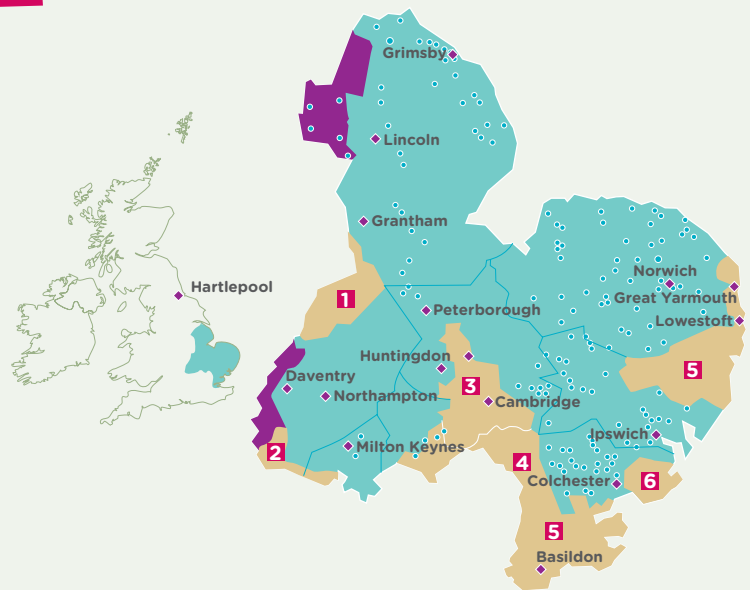 Grimsby
Lincoln
Grantham
Hartlepool
Norwich
Great Yarmouth
1
Peterborough
Lowestoft
Huntingdon
5
Daventry
3
Northampton
Cambridge
Ipswich
Milton Keynes
2
4
Colchester
6
5
Basildon